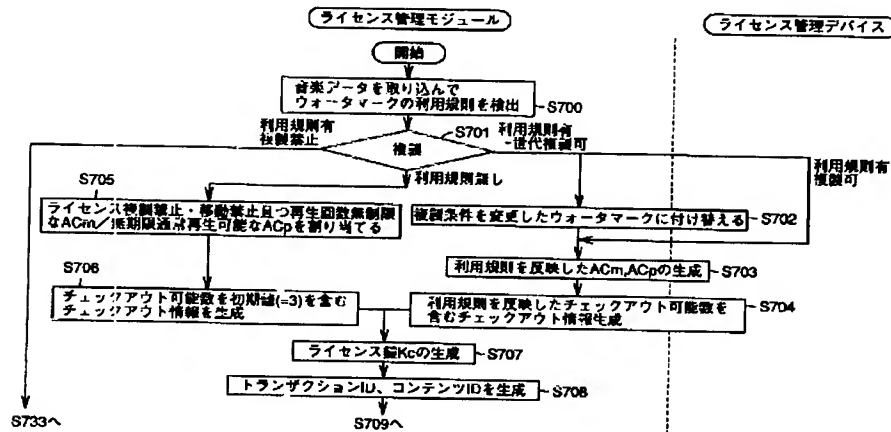 ライセンス管理モジュール
ライセンス管理デバイス
開始
音楽データを取り込んで
ウォータマークの利用規則を検出
S700
利用規則有
複製禁止
S701
複製
利用規則有
一世代複製可
利用規則有
複製可
利用規則無し
S705
ライセンス複製禁止・移動禁止且つ再生回数無制限
なACm/無期限通常再生可能なACpを割り当てる
複製条件を変更したウォータマークに付け替える
S702
利用規則を反映したACm,ACpの生成
S703
S706
チェックアウト可能数を初期値(=3)を含む
チェックアウト情報を生成
利用規則を反映したチェックアウト可能数を
含むチェックアウト情報生成
S704
ライセンス鍵Kcの生成
S707
トランザクションID、コンテンツIDを生成
S708
S733へ
S709へ